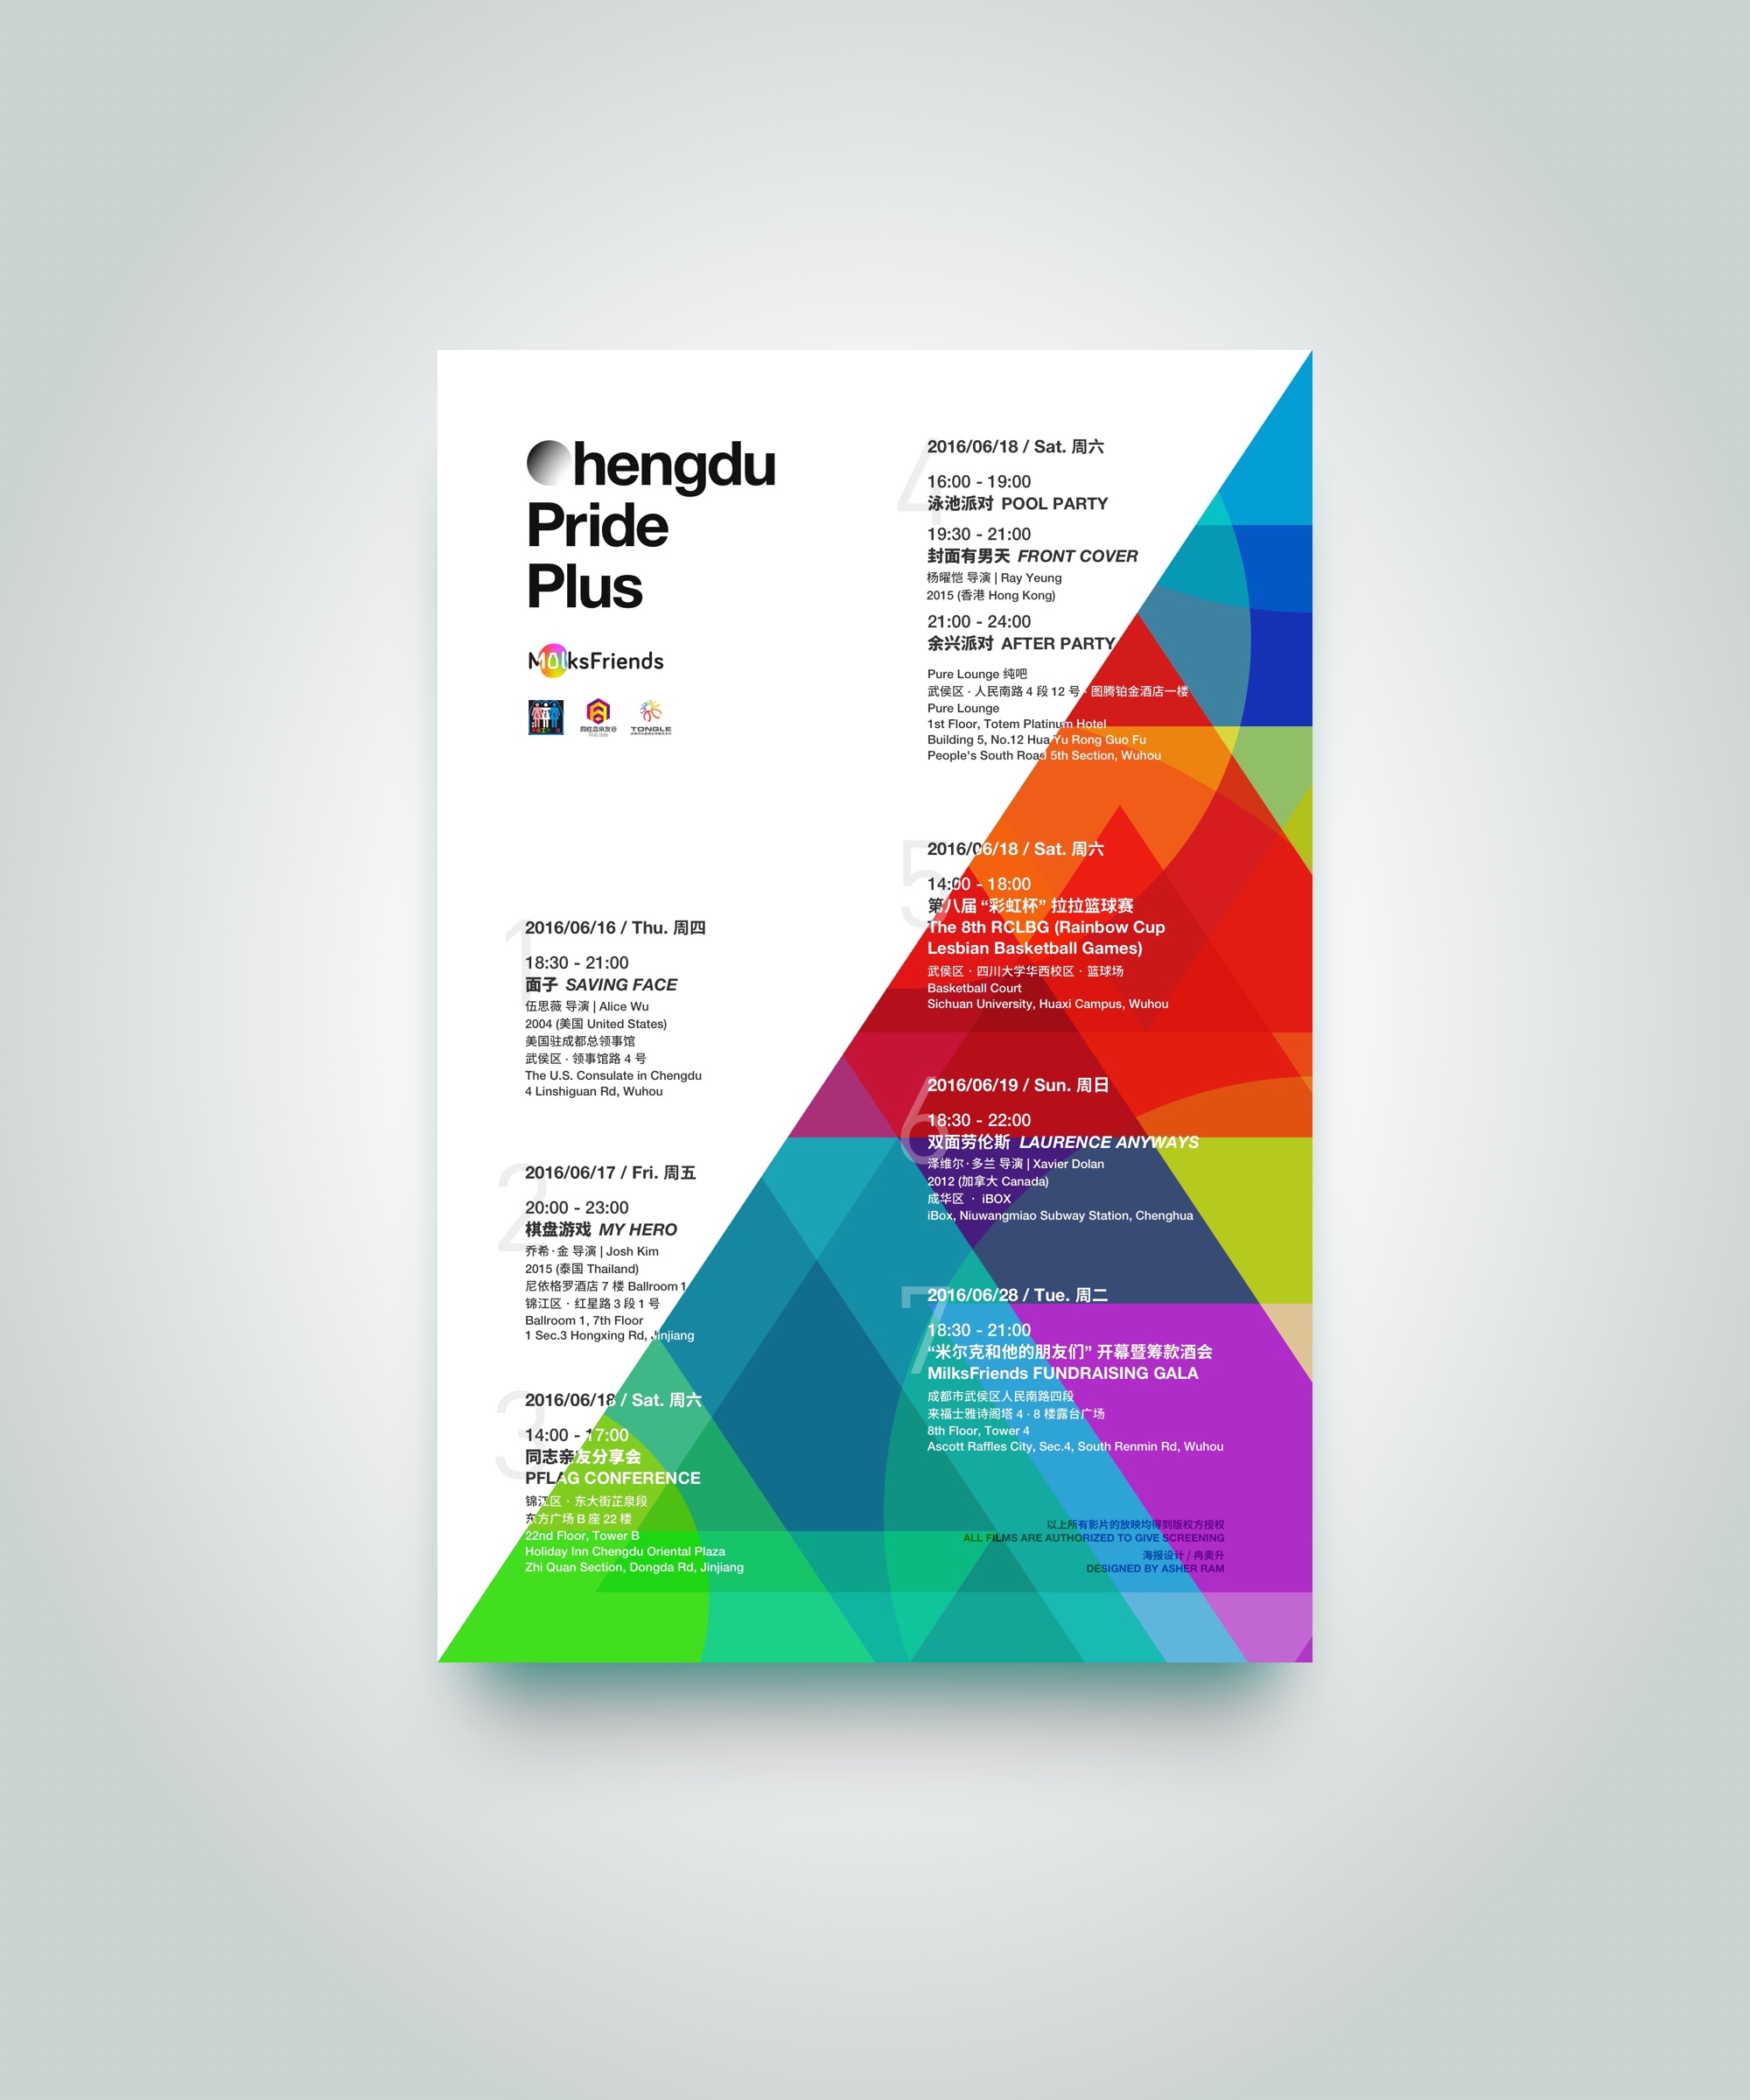 Chengdu
Pride
Plus
MilksFriends
TONGLE
1
2016/06/16 / Thu. 周四
18:30 - 21:00
面子 SAVING FACE
伍思薇 导演 | Alice Wu
2004 (美国 United States)
美国驻成都总领事馆
武侯区 · 领事馆路 4 号
The U.S. Consulate in Chengdu
4 Linshiguan Rd, Wuhou
2
2016/06/17 / Fri. 周五
20:00 - 23:00
棋盘游戏 MY HERO
乔希·金 导演 | Josh Kim
2015 (泰国 Thailand)
尼依格罗酒店 7 楼 Ballroom 1
锦江区 · 红星路 3 段 1 号
Ballroom 1, 7th Floor
1 Sec.3 Hongxing Rd, Jinjiang
3
2016/06/18 / Sat. 周六
14:00 - 17:00
同志亲友分享会
PFLAG CONFERENCE
锦江区 · 东大街芷泉段
东方广场 B 座 22 楼
22nd Floor, Tower B
Holiday Inn Chengdu Oriental Plaza
Zhi Quan Section, Dongda Rd, Jinjiang
4
2016/06/18 / Sat. 周六
16:00 - 19:00
泳池派对 POOL PARTY
19:30 - 21:00
封面有男天 FRONT COVER
杨曜恺 导演 | Ray Yeung
2015 (香港 Hong Kong)
21:00 - 24:00
余兴派对 AFTER PARTY
Pure Lounge 纯吧
武侯区 · 人民南路 4 段 12 号 · 图腾铂金酒店一楼
Pure Lounge
1st Floor, Totem Platinum Hotel
Building 5, No.12 Hua Yu Rong Guo Fu
People's South Road 5th Section, Wuhou
5
2016/06/18 / Sat. 周六
14:00 - 18:00
第八届 “彩虹杯” 拉拉篮球赛
The 8th RCLBG (Rainbow Cup
Lesbian Basketball Games)
武侯区 · 四川大学华西校区 · 篮球场
Basketball Court
Sichuan University, Huaxi Campus, Wuhou
6
2016/06/19 / Sun. 周日
18:30 - 22:00
双面劳伦斯 LAURENCE ANYWAYS
泽维尔·多兰 导演 | Xavier Dolan
2012 (加拿大 Canada)
成华区 · iBOX
iBox, Niuwangmiao Subway Station, Chenghua
7
2016/06/28 / Tue. 周二
18:30 - 21:00
“米尔克和他的朋友们” 开幕暨筹款酒会
MilksFriends FUNDRAISING GALA
成都市武侯区人民南路四段
来福士雅诗阁塔 4 · 8 楼露台广场
8th Floor, Tower 4
Ascott Raffles City, Sec.4, South Renmin Rd, Wuhou
以上所有影片的放映均得到版权方授权
ALL FILMS ARE AUTHORIZED TO GIVE SCREENING
海报设计 / 冉奥升
DESIGNED BY ASHER RAM